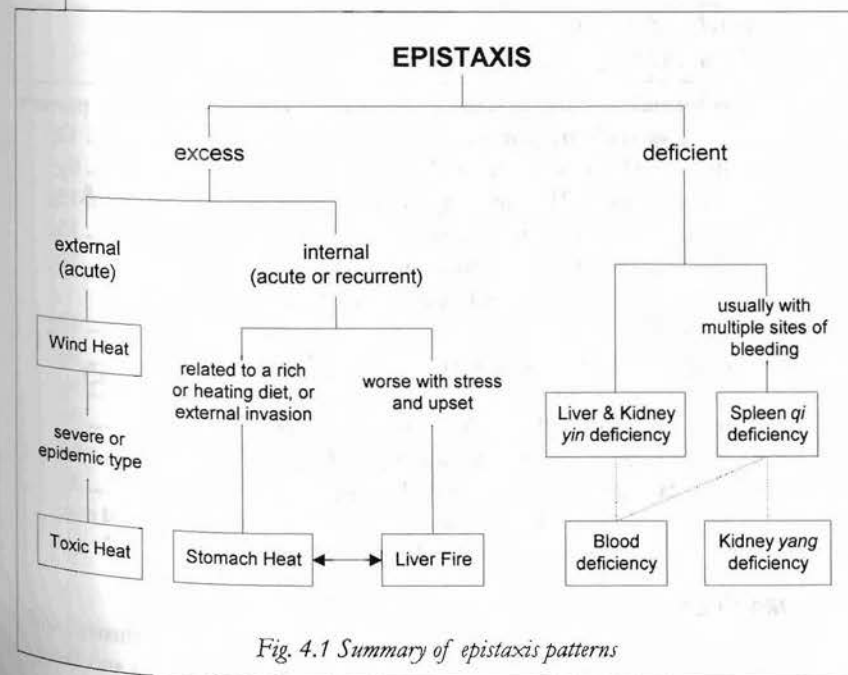 EPISTAXIS
excess
deficient
external
(acute)
internal
(acute or recurrent)
Wind Heat
related to a rich
or heating diet, or
external invasion
worse with stress
and upset
usually with
multiple sites of
bleeding
severe or
epidemic type
Liver & Kidney
yin deficiency
Spleen qi
deficiency
Toxic Heat
Stomach Heat
Liver Fire
Blood
deficiency
Kidney yang
deficiency
Fig. 4.1 Summary of epistaxis patterns